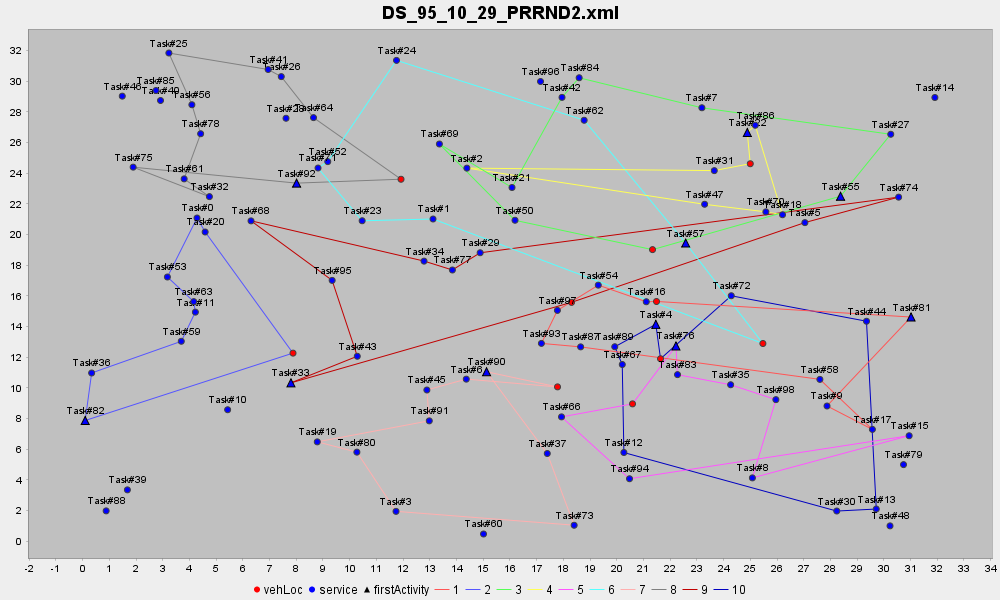 DS_95_10_29_PRRND2.xml
32
30
28
26
24
22
20
18
16
14
12
10
8
6
4
2
0
Task#25
Task#41
Task#26
Task#24
Task#96
Task#84
Task#42
Task#85
Task#46
Task#49
Task#56
Task#64
Task#7
Task#86
Task#22
Task#14
Task#62
Task#27
Task#78
Task#69
Task#52
Task#75
Task#61
Task#92
Task#2
Task#31
Task#21
Task#32
Task#55
Task#74
Task#47
Task#0
Task#68
Task#23
Task#1
Task#50
Task#18
Task#5
Task#20
Task#57
Task#29
Task#34
Task#77
Task#53
Task#95
Task#54
Task#72
Task#63
Task#11
Task#97
Task#16
Task#4
Task#44
Task#81
Task#59
Task#93
Task#87
Task#89
Task#76
Task#43
Task#67
Task#36
Task#33
Task#90
Task#6
Task#83
Task#58
Task#45
Task#35
Task#98
Task#9
Task#10
Task#82
Task#91
Task#66
Task#17
Task#15
Task#19
Task#80
Task#37
Task#12
Task#79
Task#94
Task#8
Task#39
Task#88
Task#3
Task#30
Task#13
Task#73
Task#60
Task#48
-2 -1 0 1 2 3 4 5 6 7 8 9 10 11 12 13 14 15 16 17 18 19 20 21 22 23 24 25 26 27 28 29 30 31 32 33 34
vehLoc service firstActivity 1 2 3 4 5 6 7 8 9 10